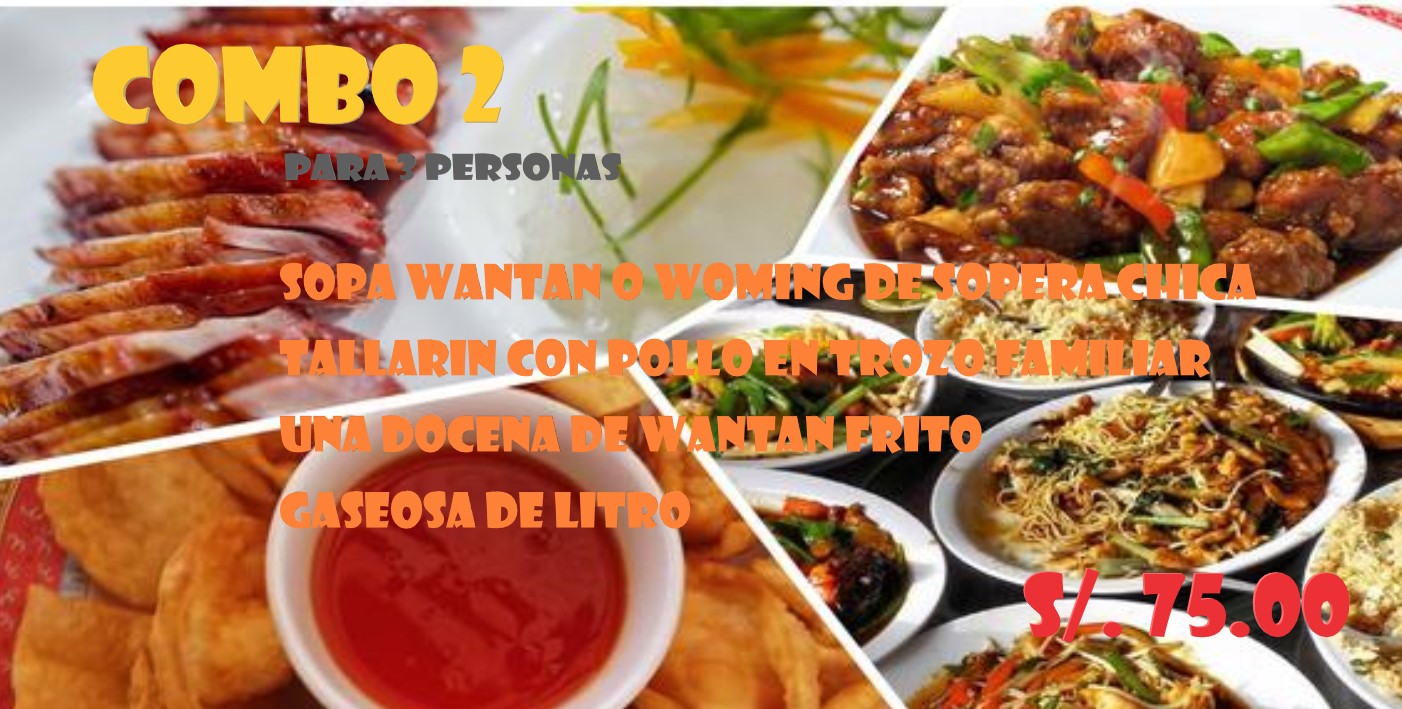 COMBO 2
PARA 3 PERSONAS
SOPA WANTAN O WOMING DE SOPERA CHICA
TALLARIN CON POLLO EN TROZO FAMILIAR
UNA DOCENA DE WANTAN FRITO
GASEOSA DE LITRO
S/. 75.00